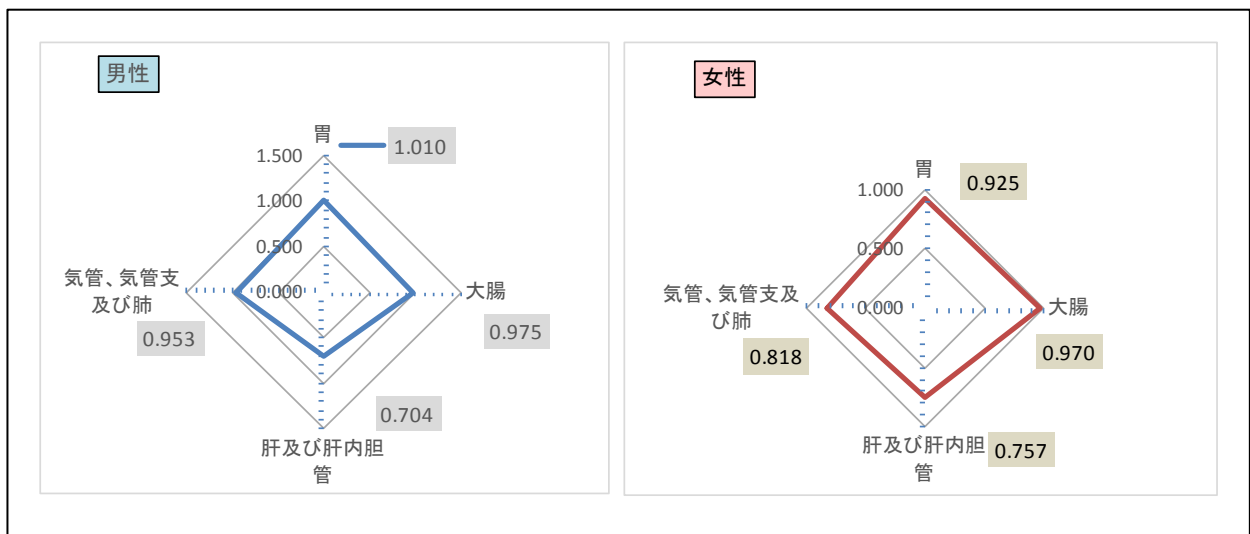 男性
胃
1.010
1.500
1.000
0.500
0.000
気管、気管支
及び肺
0.953
大腸
0.975
0.704
肝及び肝内胆
管
女性
胃
0.925
1.000
0.500
0.000
気管、気管支及
び肺
0.818
大腸
0.970
肝及び肝内胆
管
0.757